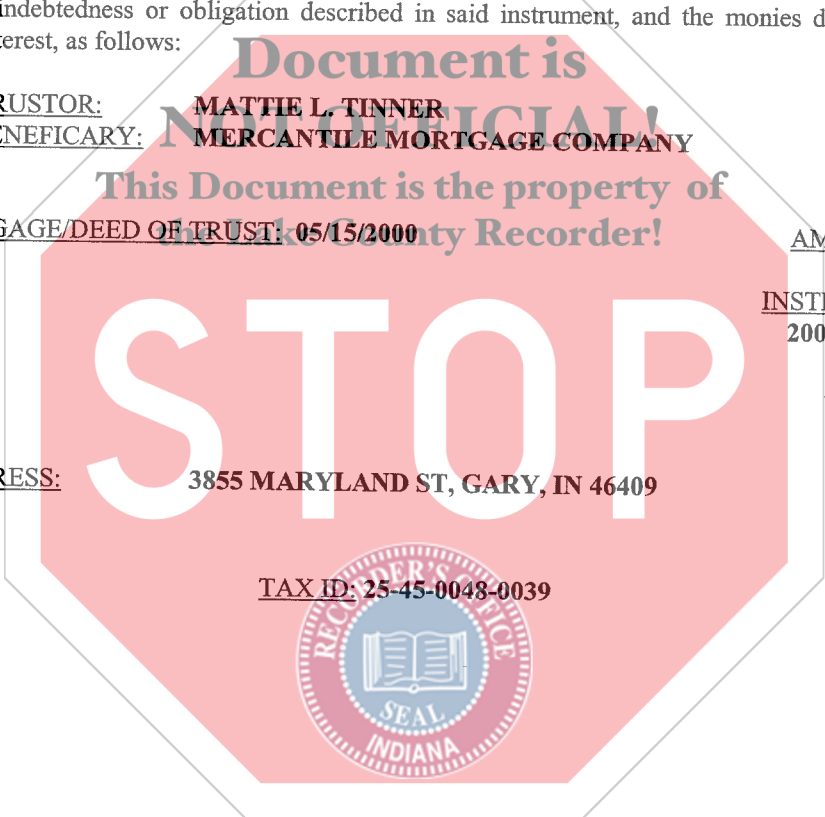 indebtedness or obligation described in said instrument, and the monies d
terest, as follows:
Document is
RUSTOR: MATTIE L. TINNER
NOT OFFICIAL!
ENEFICARY: MERCANTILE MORTGAGE COMPANY
This Document is the property of
GAGE/DEED OF TRUST: 05/15/2000
the Lake County Recorder!
AM
INSTR
200
STOP
RESS: 3855 MARYLAND ST, GARY, IN 46409
TAX ID: 25-45-0048-0039
RECORDER'S OFFICE
SEAL
INDIANA